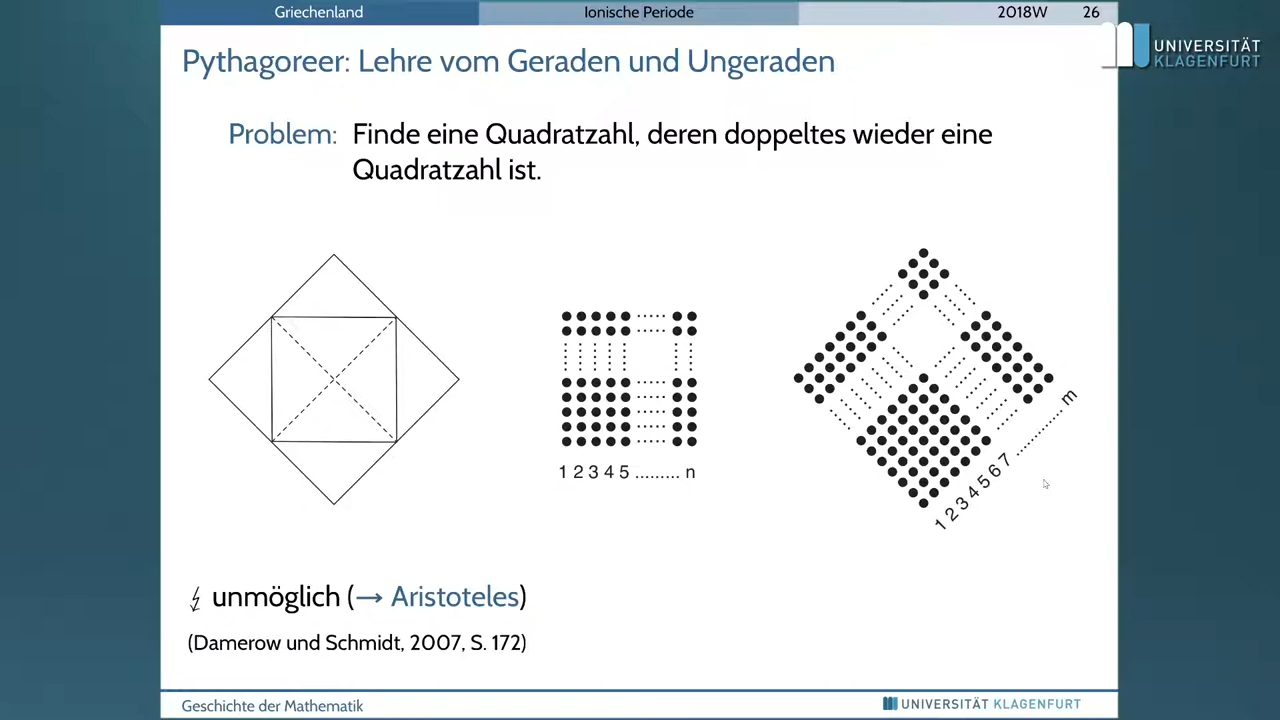 Griechenland Ionische Periode 2018W 26
UNIVERSITÄT
KLAGENFURT
Pythagoreer: Lehre vom Geraden und Ungeraden
Problem: Finde eine Quadratzahl, deren doppeltes wieder eine
Quadratzahl ist.
1 2 3 4 5 ......... n
1 2 3 4 5 6 7 ............ m
↯ unmöglich (→ Aristoteles)
(Damerow und Schmidt, 2007, S. 172)
Geschichte der Mathematik UNIVERSITÄT KLAGENFURT